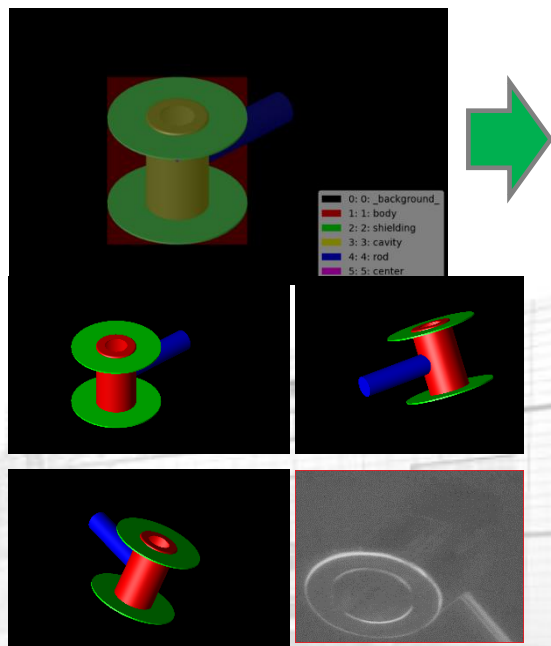 0: 0: _background_
1: 1: body
2: 2: shielding
3: 3: cavity
4: 4: rod
5: 5: center